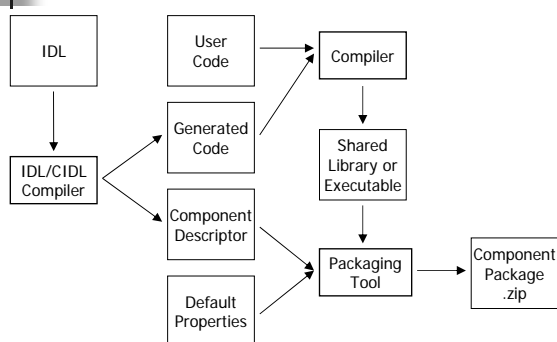 IDL
User
Code
Compiler
Generated
Code
Shared
Library or
Executable
IDL/CIDL
Compiler
Component
Descriptor
Packaging
Tool
Component
Package
.zip
Default
Properties